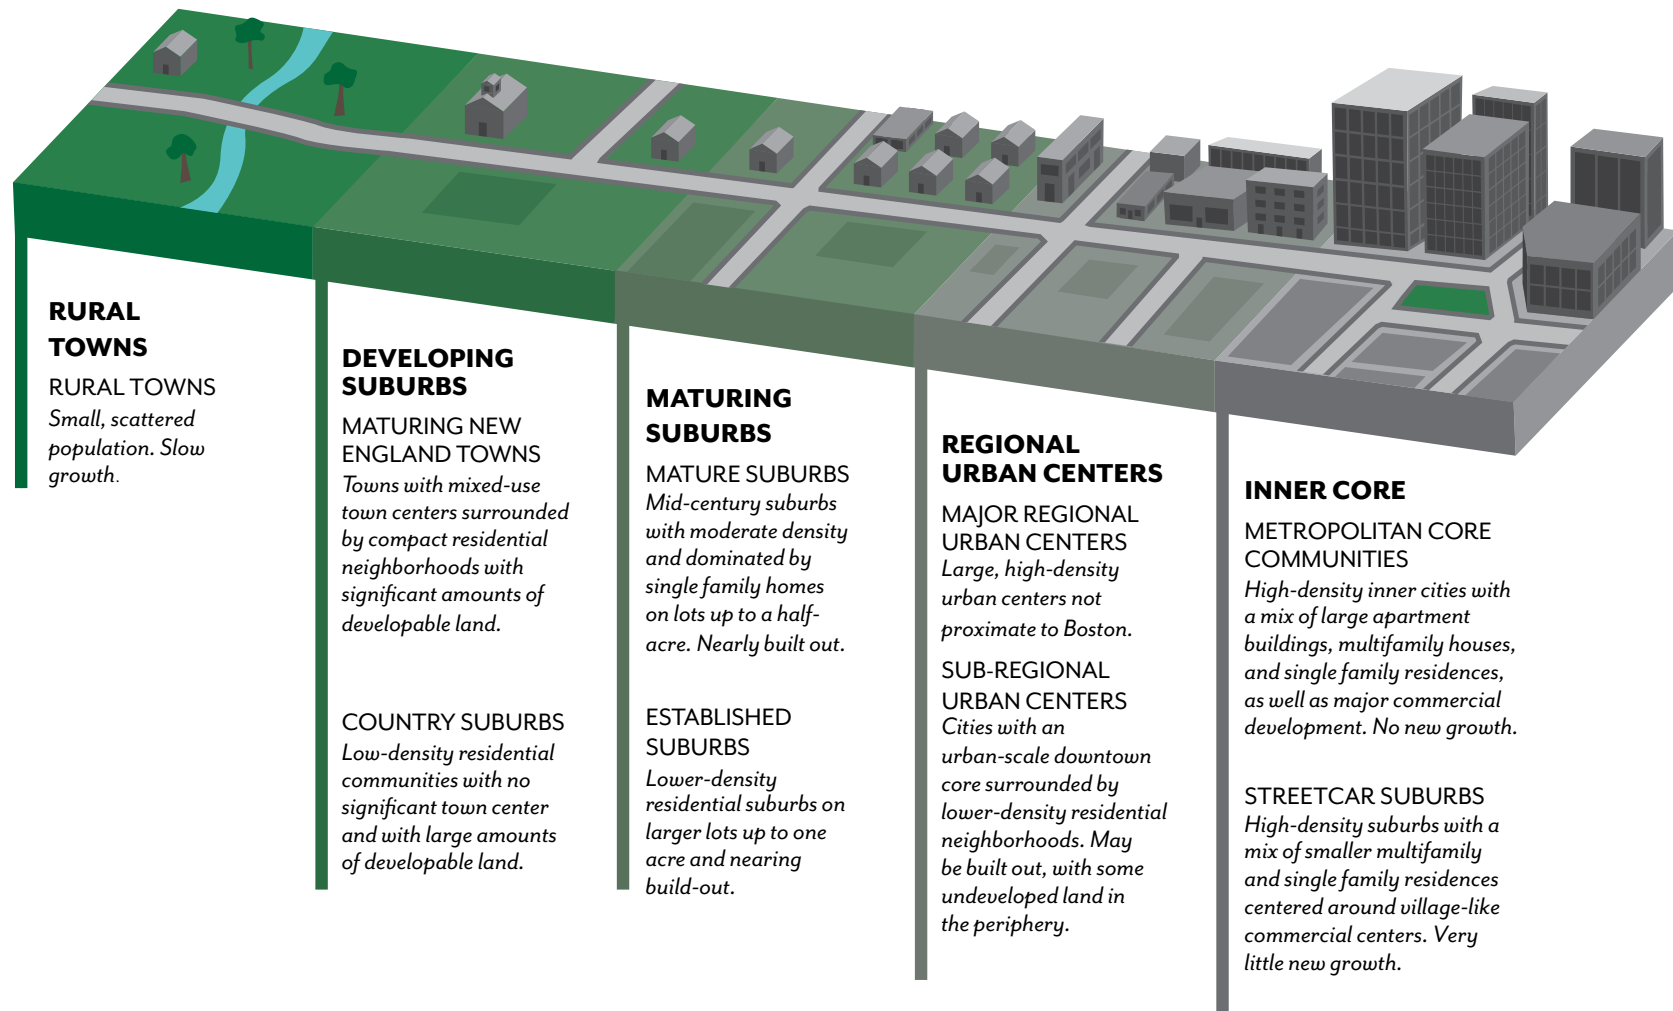 RURAL
TOWNS
RURAL TOWNS
Small, scattered
population. Slow
growth.
DEVELOPING
SUBURBS
MATURING NEW
ENGLAND TOWNS
Towns with mixed-use
town centers surrounded
by compact residential
neighborhoods with
significant amounts of
developable land.
COUNTRY SUBURBS
Low-density residential
communities with no
significant town center
and with large amounts
of developable land.
MATURING
SUBURBS
MATURE SUBURBS
Mid-century suburbs
with moderate density
and dominated by
single family homes
on lots up to a half-
acre. Nearly built out.
ESTABLISHED
SUBURBS
Lower-density
residential suburbs on
larger lots up to one
acre and nearing
build-out.
REGIONAL
URBAN CENTERS
MAJOR REGIONAL
URBAN CENTERS
Large, high-density
urban centers not
proximate to Boston.
SUB-REGIONAL
URBAN CENTERS
Cities with an
urban-scale downtown
core surrounded by
lower-density residential
neighborhoods. May
be built out, with some
undeveloped land in
the periphery.
INNER CORE
METROPOLITAN CORE
COMMUNITIES
High-density inner cities with
a mix of large apartment
buildings, multifamily houses,
and single family residences,
as well as major commercial
development. No new growth.
STREETCAR SUBURBS
High-density suburbs with a
mix of smaller multifamily
and single family residences
centered around village-like
commercial centers. Very
little new growth.